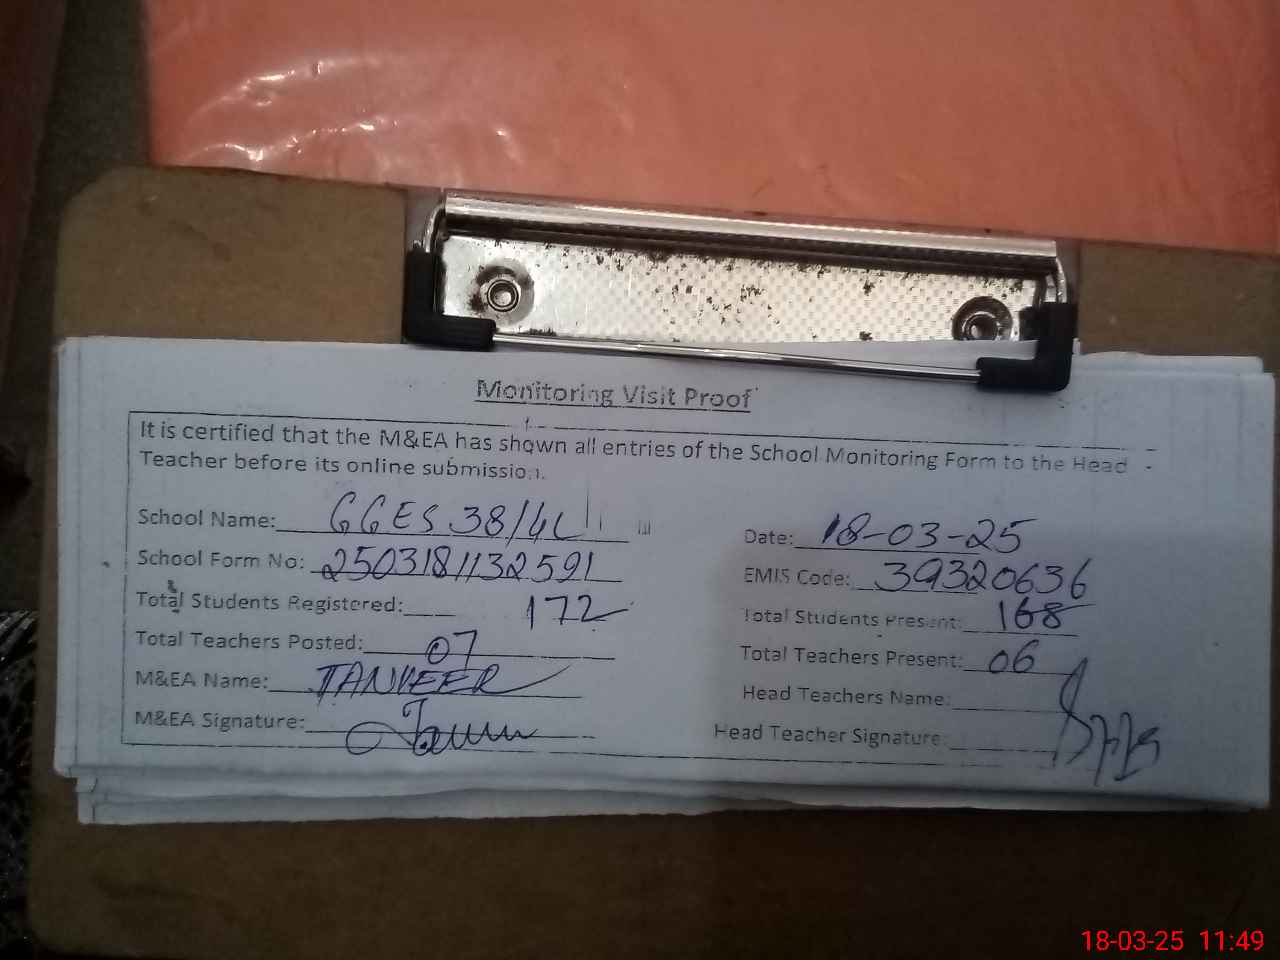 Monitoring Visit Proof
It is certified that the M&EA has shown all entries of the School Monitoring Form to the Head
Teacher before its online submission.
School Name: GGES 38/4L
Date: 18-03-25
School Form No: 2503181132591
EMIS Code: 39320636
Total Students Registered: 172
Total Students Present: 168
Total Teachers Posted: 07
Total Teachers Present: 06
M&EA Name: TANVEER
Head Teachers Name:
M&EA Signature:
Head Teacher Signature:
18-03-25 11:49